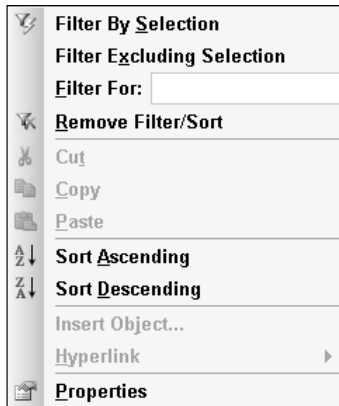 Filter By Selection
Filter Excluding Selection
Filter For:
Remove Filter/Sort
Cut
Copy
Paste
Sort Ascending
Sort Descending
Insert Object...
Hyperlink
Properties